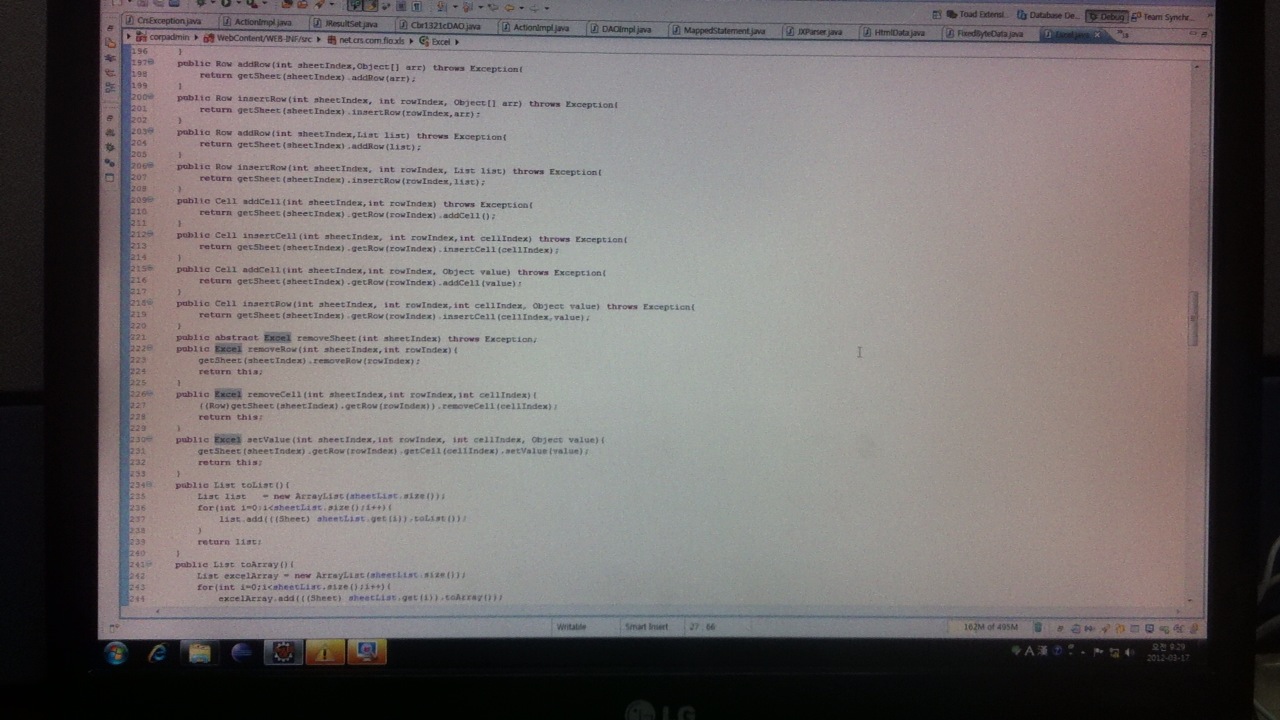 CrsException.java ActionImpl.java IResultSet.java Cbr1321cDAO.java ActionImpl.java DAOImpl.java MappedStatement.java JXParser.java HtmlData.java FixedByteData.java
Toad Extensi... Database De... Debug Team Synchr...
corpadmin WebContent/WEB-INF/src net.crs.com.fio.xls Excel
196 }
197 public Row addRow(int sheetIndex,Object[] arr) throws Exception{
198 return getSheet(sheetIndex).addRow(arr);
199 }
200 public Row insertRow(int sheetIndex, int rowIndex, Object[] arr) throws Exception{
201 return getSheet(sheetIndex).insertRow(rowIndex,arr);
202 }
203 public Row addRow(int sheetIndex,List list) throws Exception{
204 return getSheet(sheetIndex).addRow(list);
205 }
206 public Row insertRow(int sheetIndex, int rowIndex, List list) throws Exception{
207 return getSheet(sheetIndex).insertRow(rowIndex,list);
208 }
209 public Cell addCell(int sheetIndex,int rowIndex) throws Exception{
210 return getSheet(sheetIndex).getRow(rowIndex).addCell();
211 }
212 public Cell insertCell(int sheetIndex, int rowIndex,int cellIndex) throws Exception{
213 return getSheet(sheetIndex).getRow(rowIndex).insertCell(cellIndex);
214 }
215 public Cell addCell(int sheetIndex,int rowIndex, Object value) throws Exception{
216 return getSheet(sheetIndex).getRow(rowIndex).addCell(value);
217 }
218 public Cell insertRow(int sheetIndex, int rowIndex,int cellIndex, Object value) throws Exception{
219 return getSheet(sheetIndex).getRow(rowIndex).insertCell(cellIndex,value);
220 }
221 public abstract Excel removeSheet(int sheetIndex) throws Exception;
222 public Excel removeRow(int sheetIndex,int rowIndex){
223 getSheet(sheetIndex).removeRow(rowIndex);
224 return this;
225 }
226 public Excel removeCell(int sheetIndex,int rowIndex,int cellIndex){
227 ((Row)getSheet(sheetIndex).getRow(rowIndex)).removeCell(cellIndex);
228 return this;
229 }
230 public Excel setValue(int sheetIndex,int rowIndex, int cellIndex, Object value){
231 getSheet(sheetIndex).getRow(rowIndex).getCell(cellIndex).setValue(value);
232 return this;
233 }
234 public List toList(){
235 List list = new ArrayList(sheetList.size());
236 for(int i=0;i<sheetList.size();i++){
237 list.add(((Sheet) sheetList.get(i)).toList());
238 }
239 return list;
240 }
241 public List toArray(){
242 List excelArray = new ArrayList(sheetList.size());
243 for(int i=0;i<sheetList.size();i++){
244 excelArray.add(((Sheet) sheetList.get(i)).toArray());
Writable Smart Insert 27 : 66 162M of 495M
A 漢 오전 9:29
2012-03-17
LG